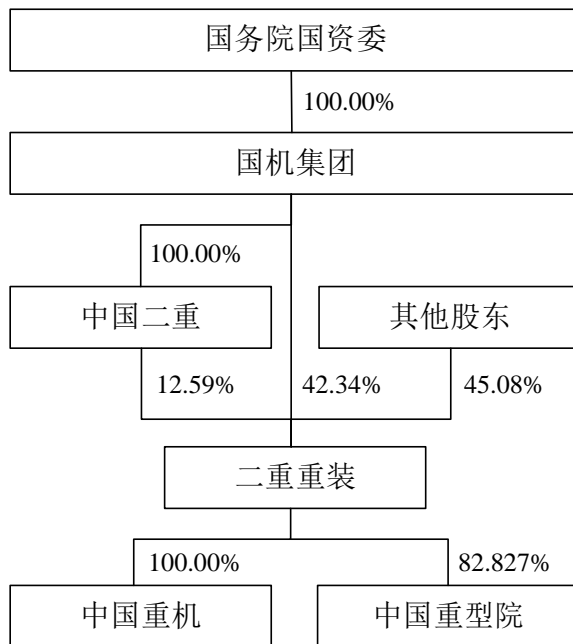 国务院国资委
100.00%
国机集团
100.00%
中国二重
其他股东
12.59%
42.34%
45.08%
二重重装
100.00%
82.827%
中国重机
中国重型院